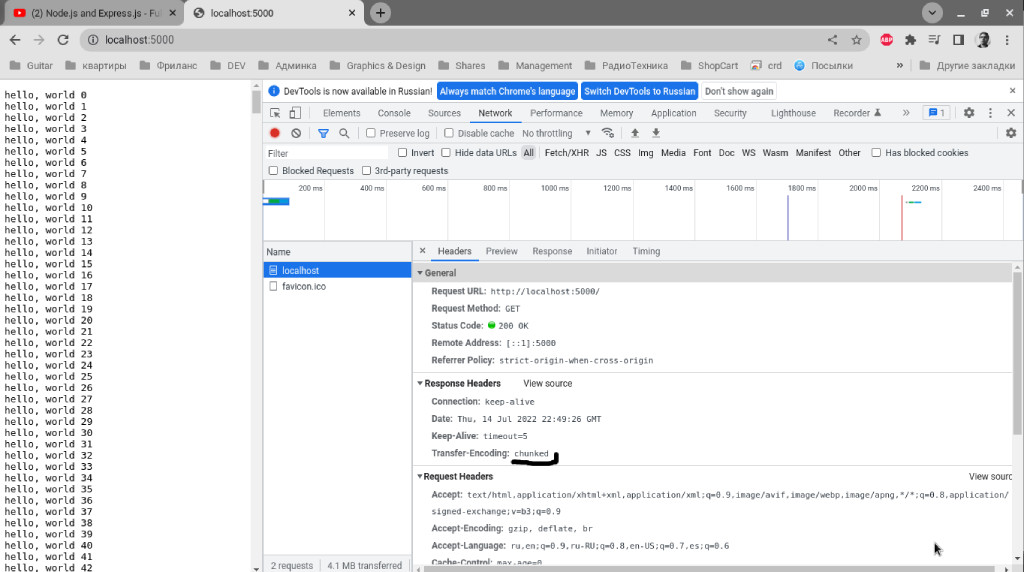 (2) Node.js and Express.js - Ful
localhost:5000
localhost:5000
ABP
Guitar
квартиры
Фриланс
DEV
Админка
Graphics & Design
Shares
Management
РадиоТехника
ShopCart
crd
Посылки
»
Другие закладки
DevTools is now available in Russian!
Always match Chrome's language
Switch DevTools to Russian
Don't show again
Elements
Console
Sources
Network
Performance
Memory
Application
Security
Lighthouse
Recorder
»
1
Preserve log
Disable cache
No throttling
Filter
Invert
Hide data URLs
All
Fetch/XHR
JS
CSS
Img
Media
Font
Doc
WS
Wasm
Manifest
Other
Has blocked cookies
Blocked Requests
3rd-party requests
200 ms
400 ms
600 ms
800 ms
1000 ms
1200 ms
1400 ms
1600 ms
1800 ms
2000 ms
2200 ms
2400 ms
hello, world 0
hello, world 1
hello, world 2
hello, world 3
hello, world 4
hello, world 5
hello, world 6
hello, world 7
hello, world 8
hello, world 9
hello, world 10
hello, world 11
hello, world 12
hello, world 13
hello, world 14
hello, world 15
hello, world 16
hello, world 17
hello, world 18
hello, world 19
hello, world 20
hello, world 21
hello, world 22
hello, world 23
hello, world 24
hello, world 25
hello, world 26
hello, world 27
hello, world 28
hello, world 29
hello, world 30
hello, world 31
hello, world 32
hello, world 33
hello, world 34
hello, world 35
hello, world 36
hello, world 37
hello, world 38
hello, world 39
hello, world 40
hello, world 41
hello, world 42
Name
localhost
favicon.ico
2 requests
4.1 MB transferred
Headers
Preview
Response
Initiator
Timing
General
Request URL: http://localhost:5000/
Request Method: GET
Status Code: 200 OK
Remote Address: [::1]:5000
Referrer Policy: strict-origin-when-cross-origin
Response Headers
View source
Connection: keep-alive
Date: Thu, 14 Jul 2022 22:49:26 GMT
Keep-Alive: timeout=5
Transfer-Encoding: chunked
Request Headers
View sourc
Accept: text/html,application/xhtml+xml,application/xml;q=0.9,image/avif,image/webp,image/apng,*/*;q=0.8,application/
signed-exchange;v=b3;q=0.9
Accept-Encoding: gzip, deflate, br
Accept-Language: ru,en;q=0.9,ru-RU;q=0.8,en-US;q=0.7,es;q=0.6
Cache-Control: max-age=0